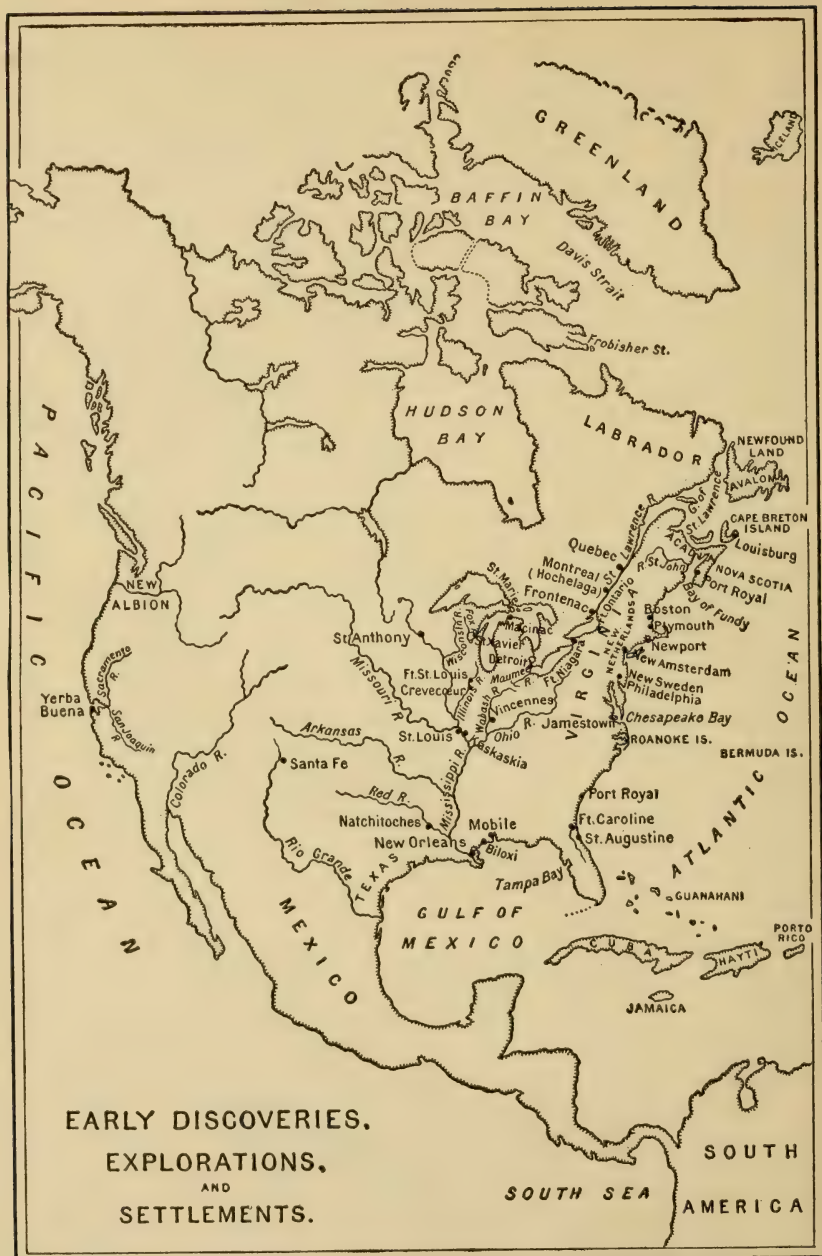 GREENLAND
ICELAND
BAFFIN
BAY
Davis Strait
Frobisher St.
HUDSON
BAY
LABRADOR
NEWFOUND
LAND
AVALON
G. of
St. Lawrence
CAPE BRETON
ISLAND
Louisburg
ACADIA
NOVA SCOTIA
Port Royal
Bay of Fundy
R. St. John
St. Lawrence R.
Quebec
Montreal
(Hochelaga)
Frontenac
Ontario
St. Maries
Macinac
St. Xavier
Fox R.
Wisconsin R.
Detroit
Ft. Niagara
Maumee R.
Boston
Plymouth
Newport
NEW
NETHERLANDS
New Amsterdam
New Sweden
Philadelphia
VIRGINIA
Jamestown
Chesapeake Bay
ROANOKE IS.
BERMUDA IS.
PACIFIC
OCEAN
NEW
ALBION
Sacramento
R.
Yerba
Buena
San Joaquin
R.
Colorado R.
St. Anthony
Missouri R.
Ft. St. Louis
Crevecoeur
Illinois R.
Wabash R.
Vincennes
Ohio R.
St. Louis
Kaskaskia
Arkansas
R.
Santa Fe
Red R.
Mississippi R.
Natchitoches
New Orleans
Mobile
Biloxi
Rio Grande
TEXAS
MEXICO
Port Royal
Ft. Caroline
St. Augustine
Tampa Bay
ATLANTIC
OCEAN
GULF OF
MEXICO
GUANAHANI
CUBA
HAYTI
PORTO
RICO
JAMAICA
EARLY DISCOVERIES.
EXPLORATIONS.
AND
SETTLEMENTS.
SOUTH SEA
SOUTH
AMERICA